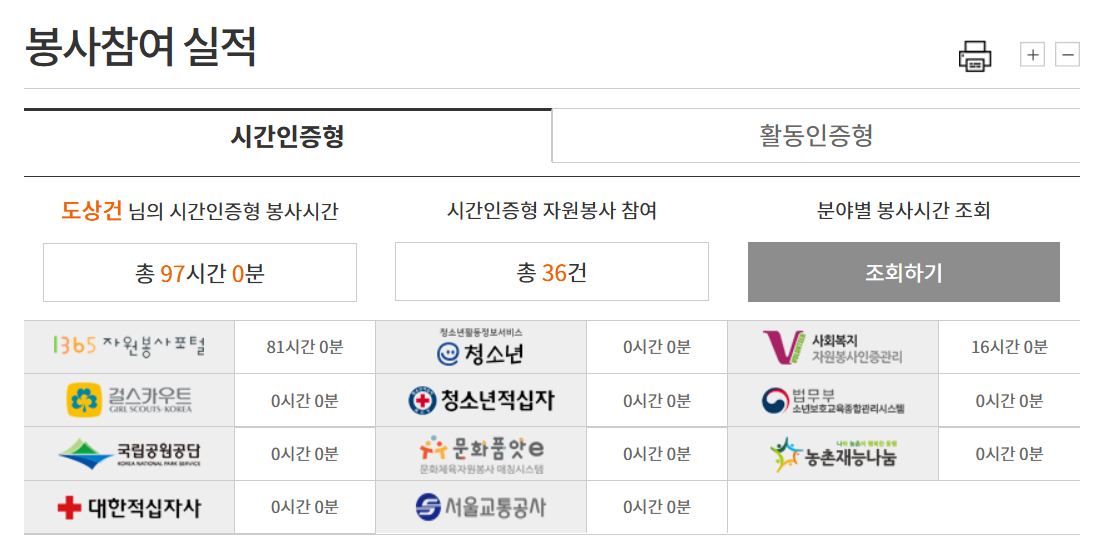 봉사참여 실적
시간인증형
활동인증형
도상건 님의 시간인증형 봉사시간
시간인증형 자원봉사 참여
분야별 봉사시간 조회
총 97시간 0분
총 36건
조회하기
1365 자원봉사포털
81시간 0분
청소년활동정보서비스
청소년
0시간 0분
사회복지
자원봉사인증관리
16시간 0분
걸스카우트
GIRL SCOUTS·KOREA
0시간 0분
청소년적십자
0시간 0분
법무부
소년보호교육종합관리시스템
0시간 0분
국립공원공단
KOREA NATIONAL PARK SERVICE
0시간 0분
문화품앗e
문화체육자원봉사 매칭시스템
0시간 0분
나와 농촌이 행복한 동행
농촌재능나눔
0시간 0분
대한적십자사
0시간 0분
서울교통공사
0시간 0분